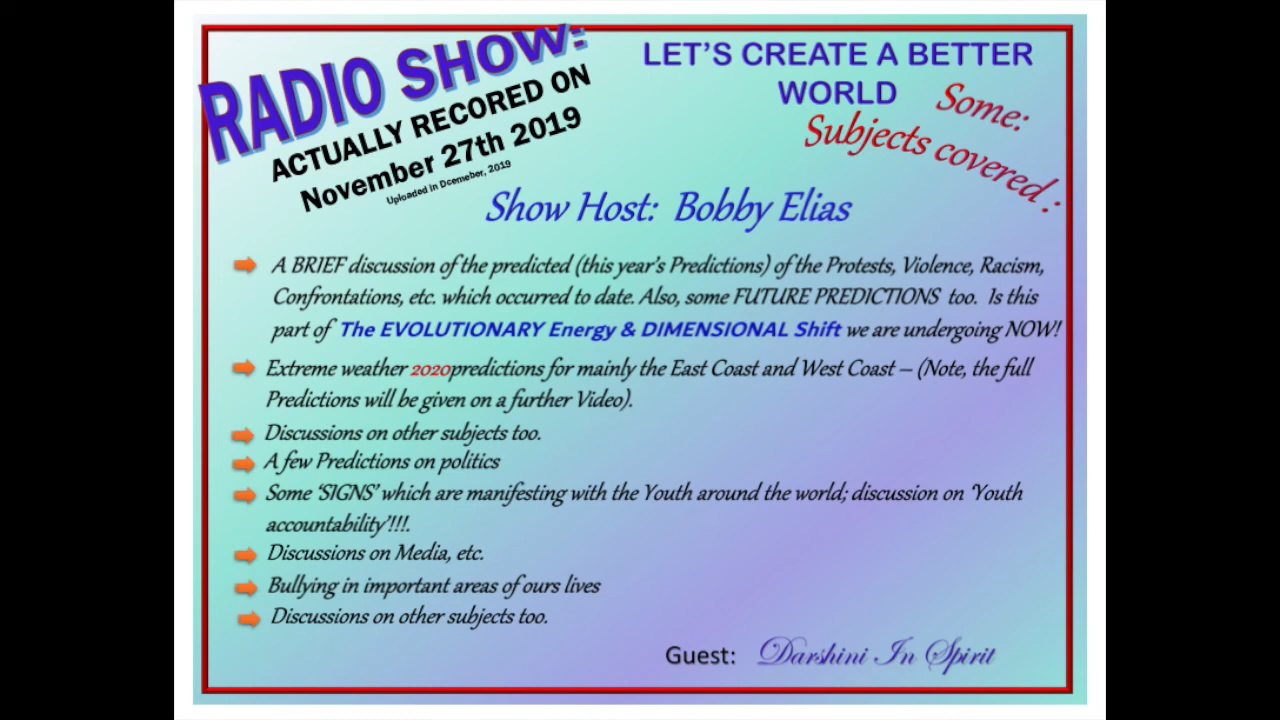 RADIO SHOW:
ACTUALLY RECORED ON
November 27th 2019
Uploaded in Dcemeber, 2019
LET'S CREATE A BETTER
WORLD
Some:
Subjects covered :
Show Host: Bobby Elias
A BRIEF discussion of the predicted (this year's Predictions) of the Protests, Violence, Racism,
Confrontations, etc. which occurred to date. Also, some FUTURE PREDICTIONS too. Is this
part of The EVOLUTIONARY Energy & DIMENSIONAL Shift we are undergoing NOW!
Extreme weather 2020predictions for mainly the East Coast and West Coast – (Note, the full
Predictions will be given on a further Video).
Discussions on other subjects too.
A few Predictions on politics
Some 'SIGNS' which are manifesting with the Youth around the world; discussion on 'Youth
accountability'!!!.
Discussions on Media, etc.
Bullying in important areas of ours lives
Discussions on other subjects too.
Guest: Darshini In Spirit